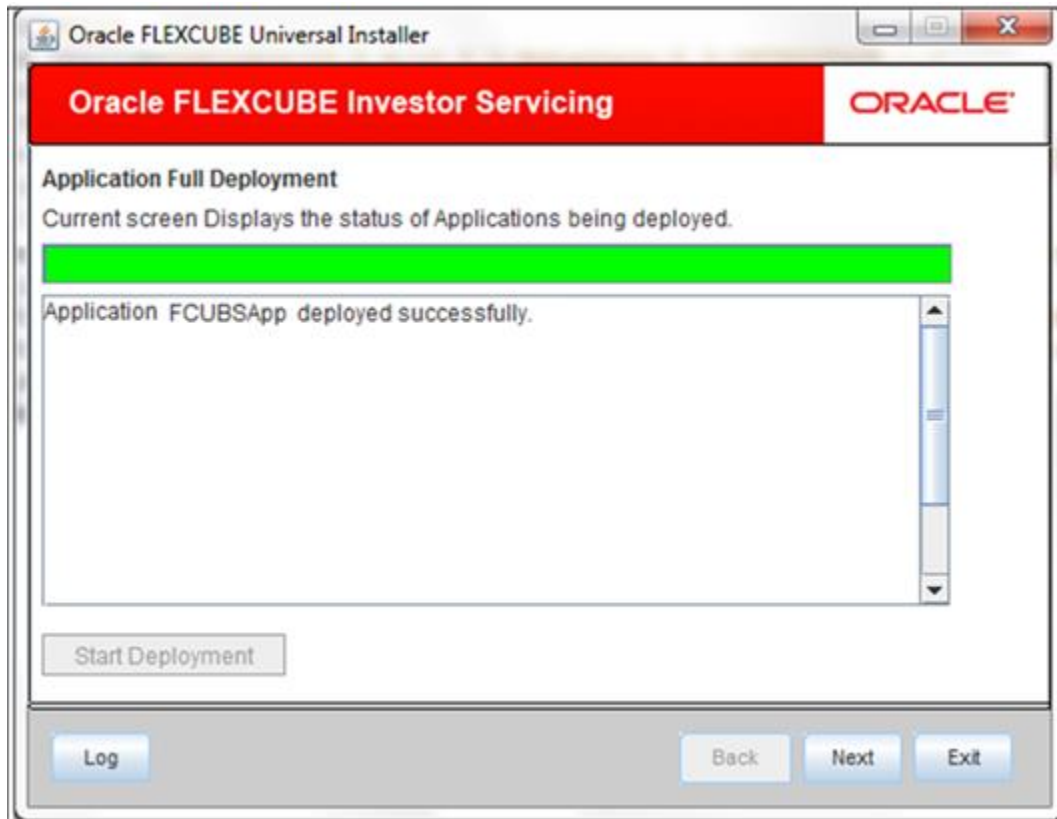 Oracle FLEXCUBE Universal Installer
Oracle FLEXCUBE Investor Servicing
ORACLE
Application Full Deployment
Current screen Displays the status of Applications being deployed.
Application FCUBSApp deployed successfully.
Start Deployment
Log
Back
Next
Exit